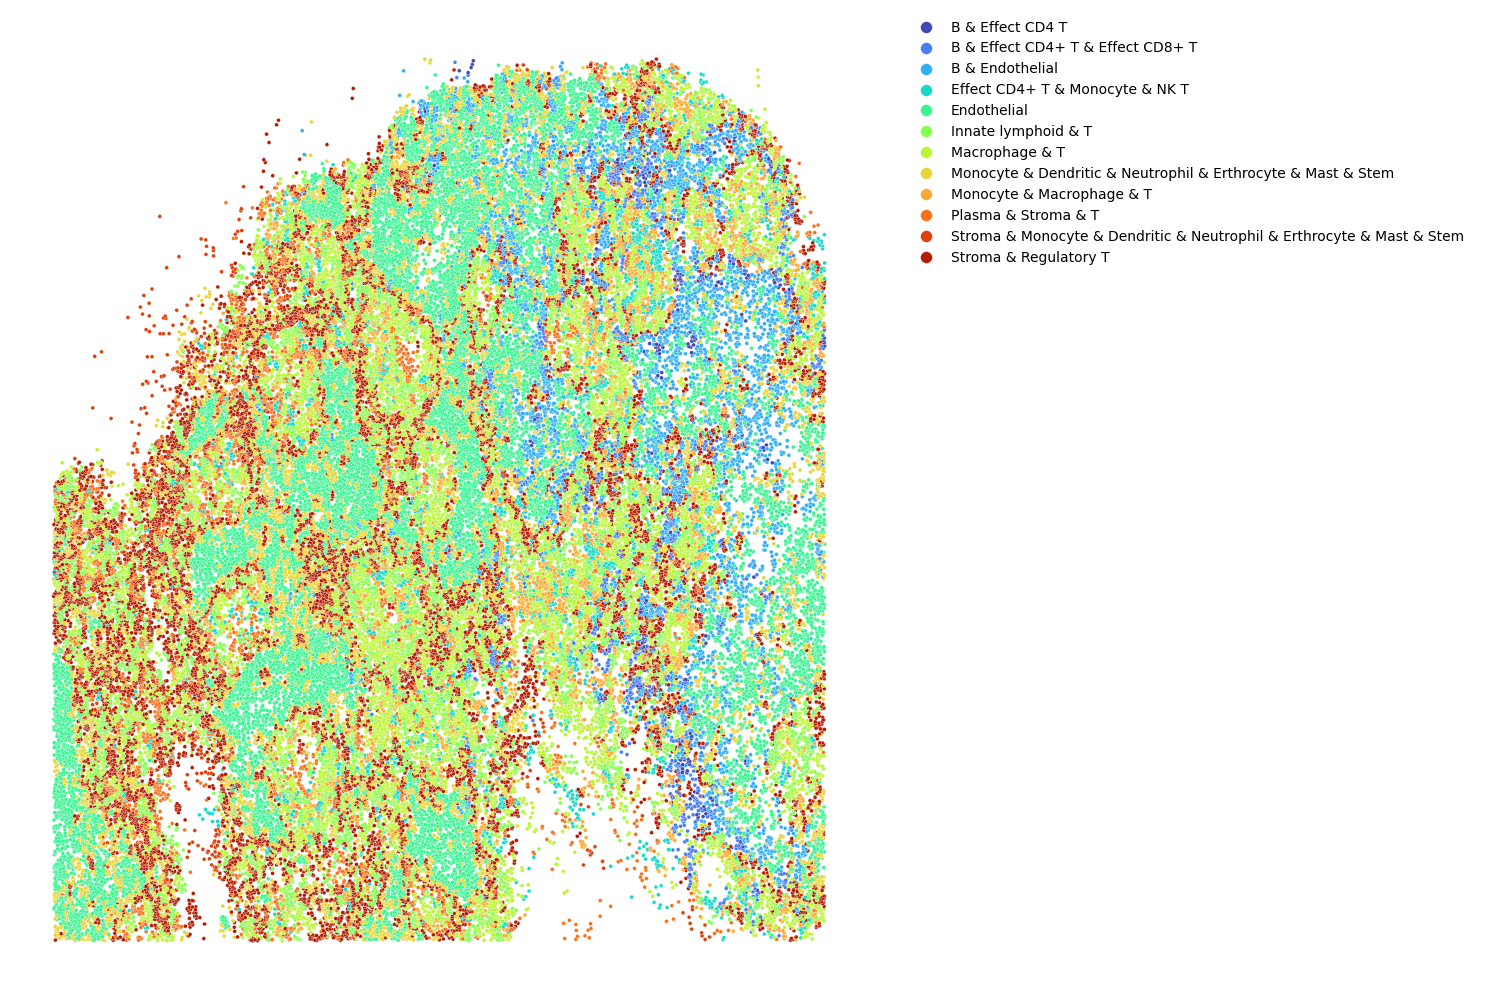 B & Effect CD4 T
B & Effect CD4+ T & Effect CD8+ T
B & Endothelial
Effect CD4+ T & Monocyte & NK T
Endothelial
Innate lymphoid & T
Macrophage & T
Monocyte & Dendritic & Neutrophil & Erthrocyte & Mast & Stem
Monocyte & Macrophage & T
Plasma & Stroma & T
Stroma & Monocyte & Dendritic & Neutrophil & Erthrocyte & Mast & Stem
Stroma & Regulatory T